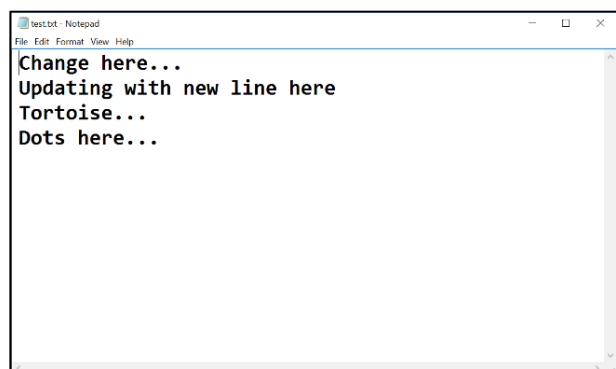 test.txt - Notepad
File Edit Format View Help
Change here...
Updating with new line here
Tortoise...
Dots here...